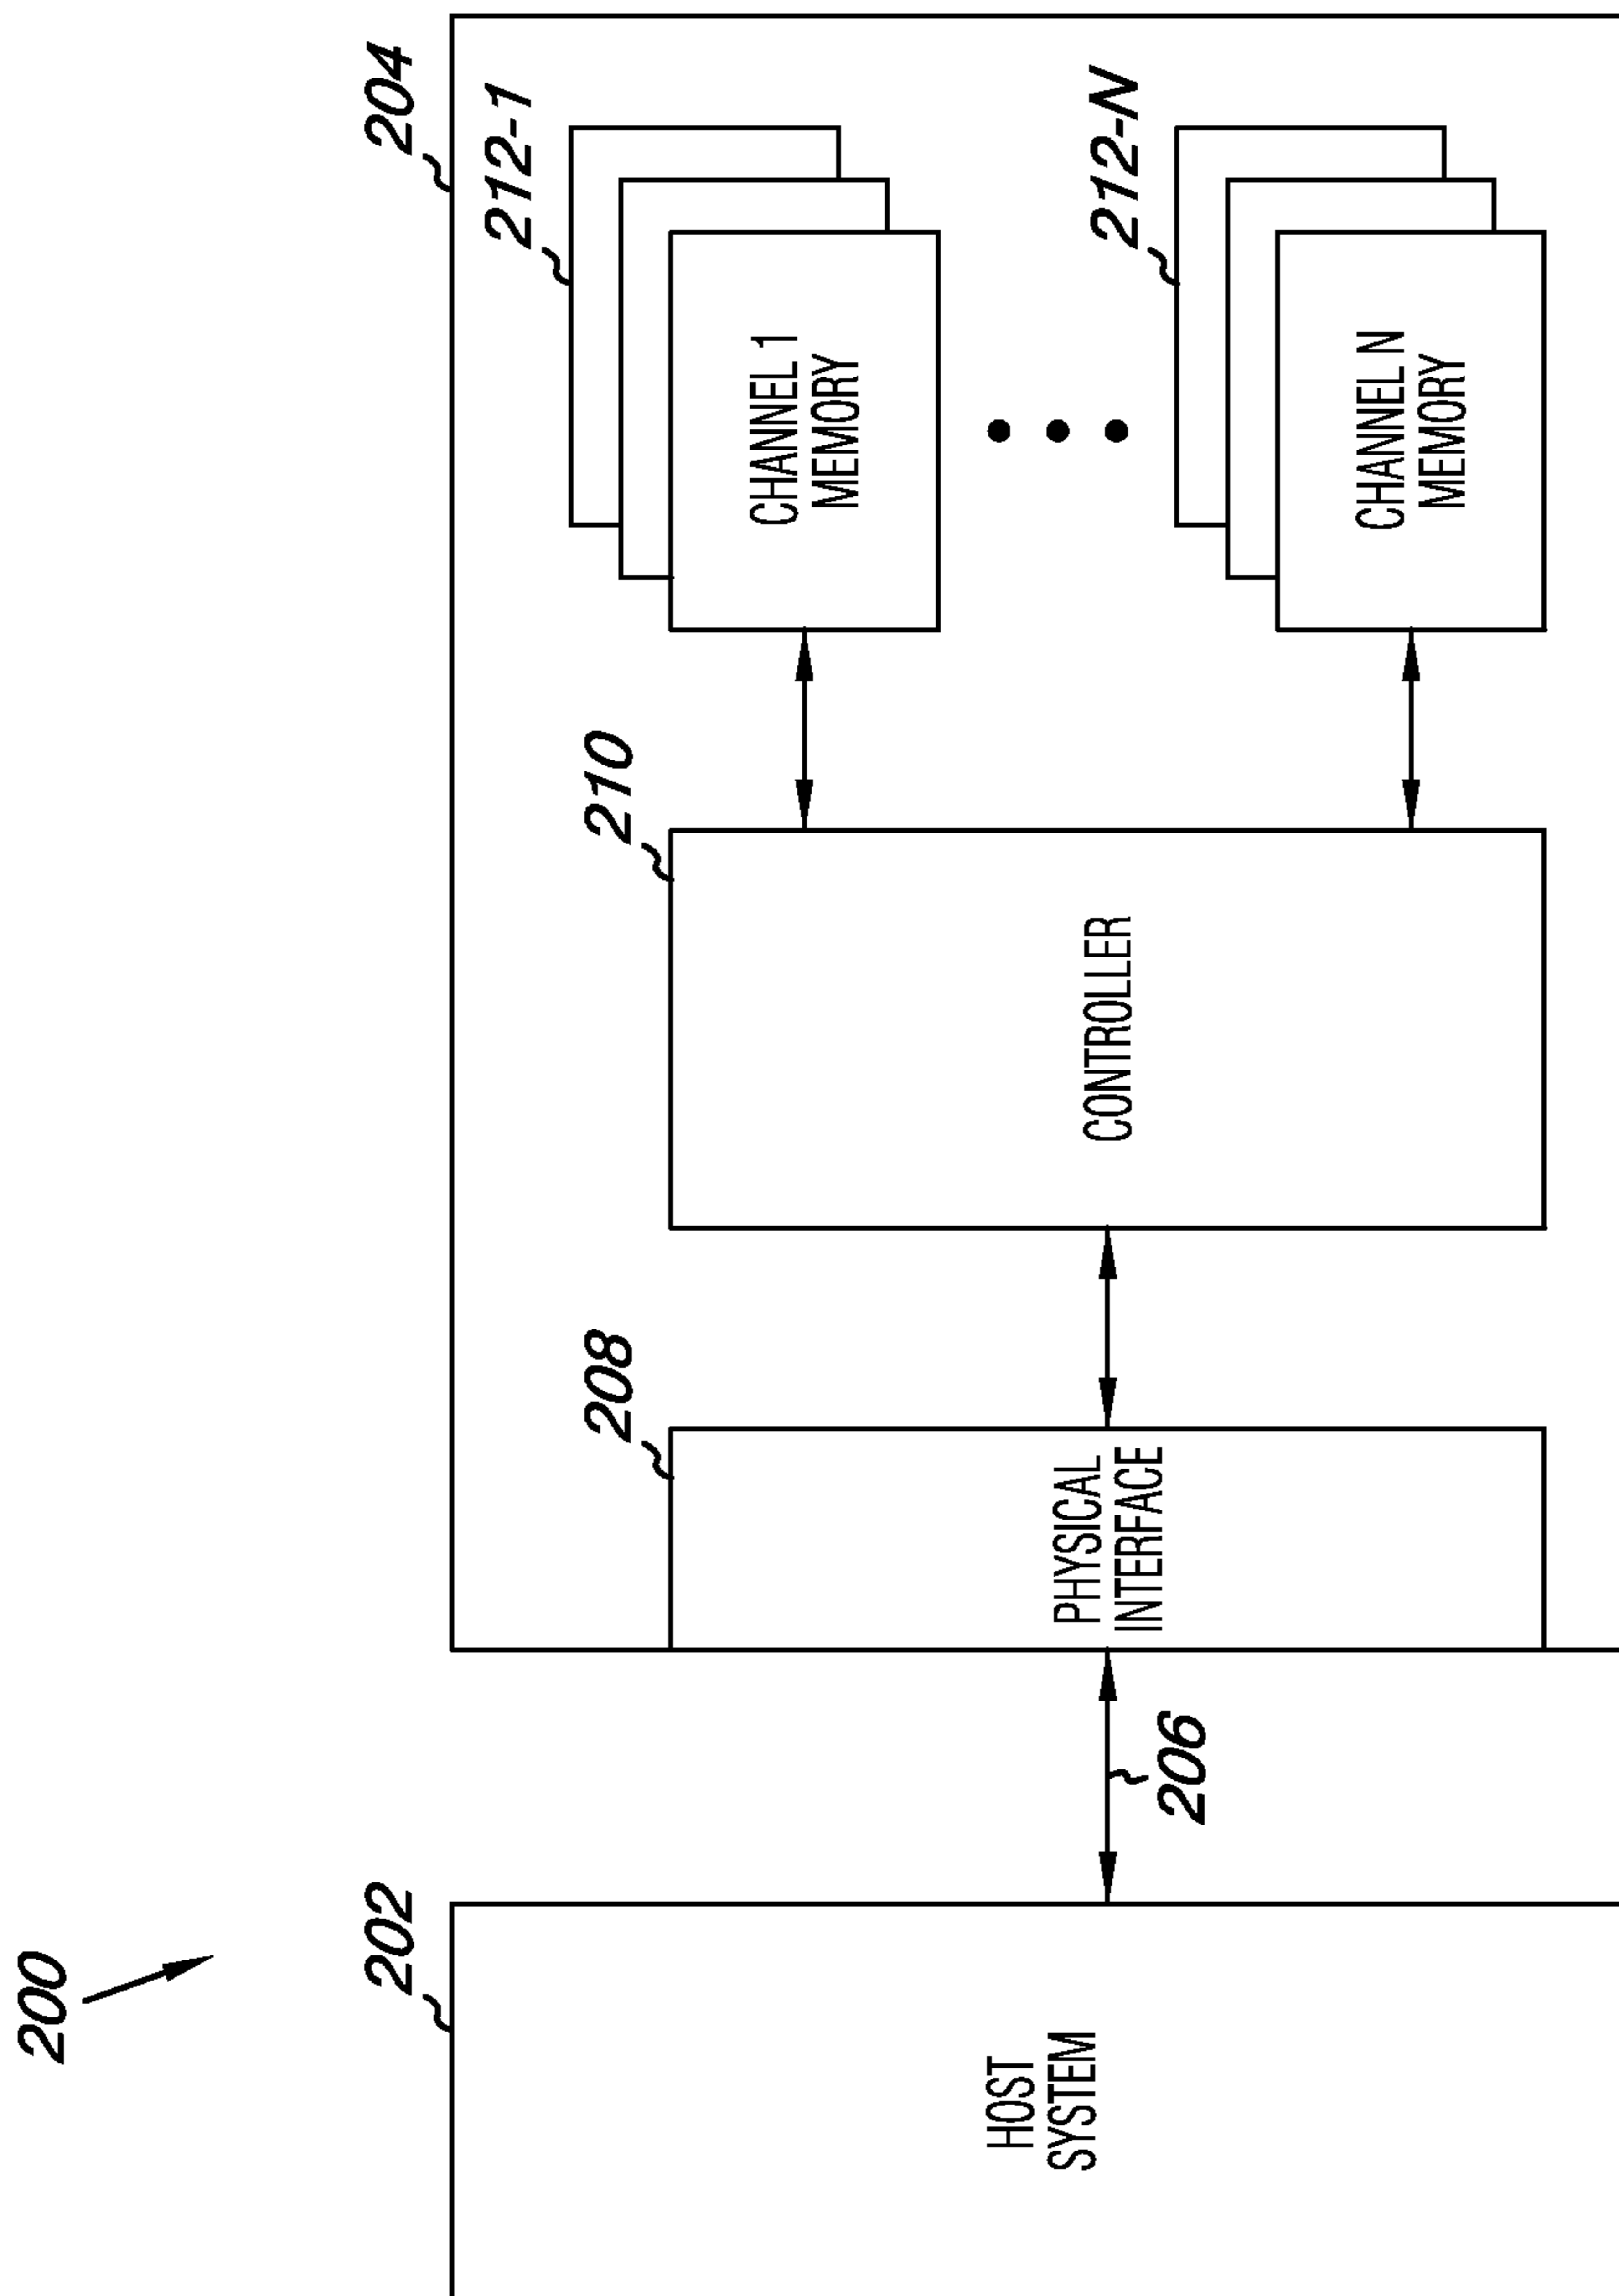 200
202
HOST
SYSTEM
206
204
208
PHYSICAL
INTERFACE
210
CONTROLLER
212-1
CHANNEL 1
MEMORY
212-N
CHANNEL N
MEMORY